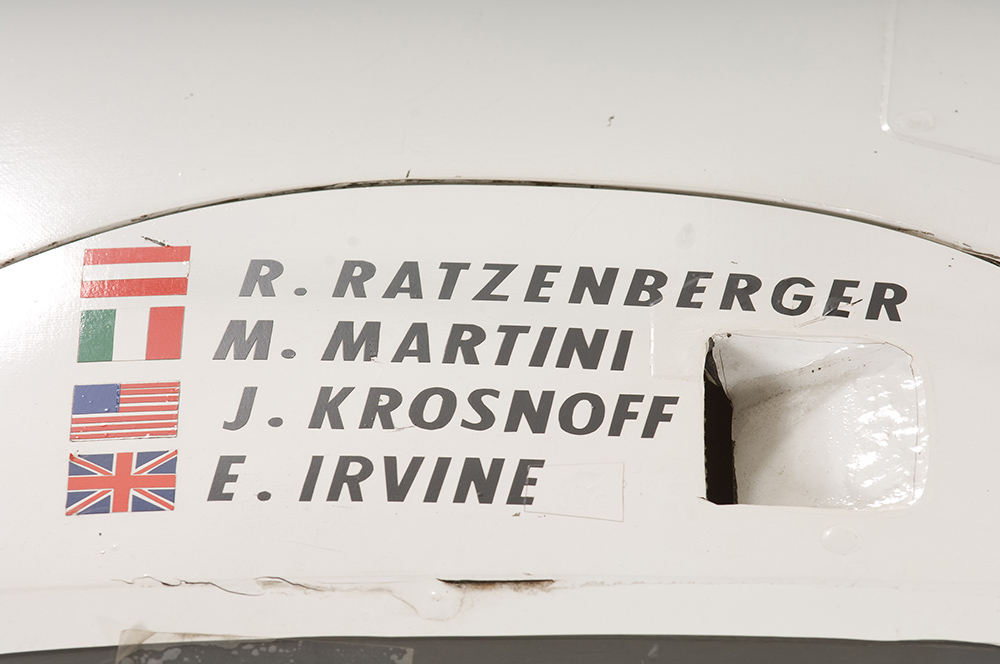 R. RATZENBERGER
M. MARTINI
J. KROSNOFF
E. IRVINE